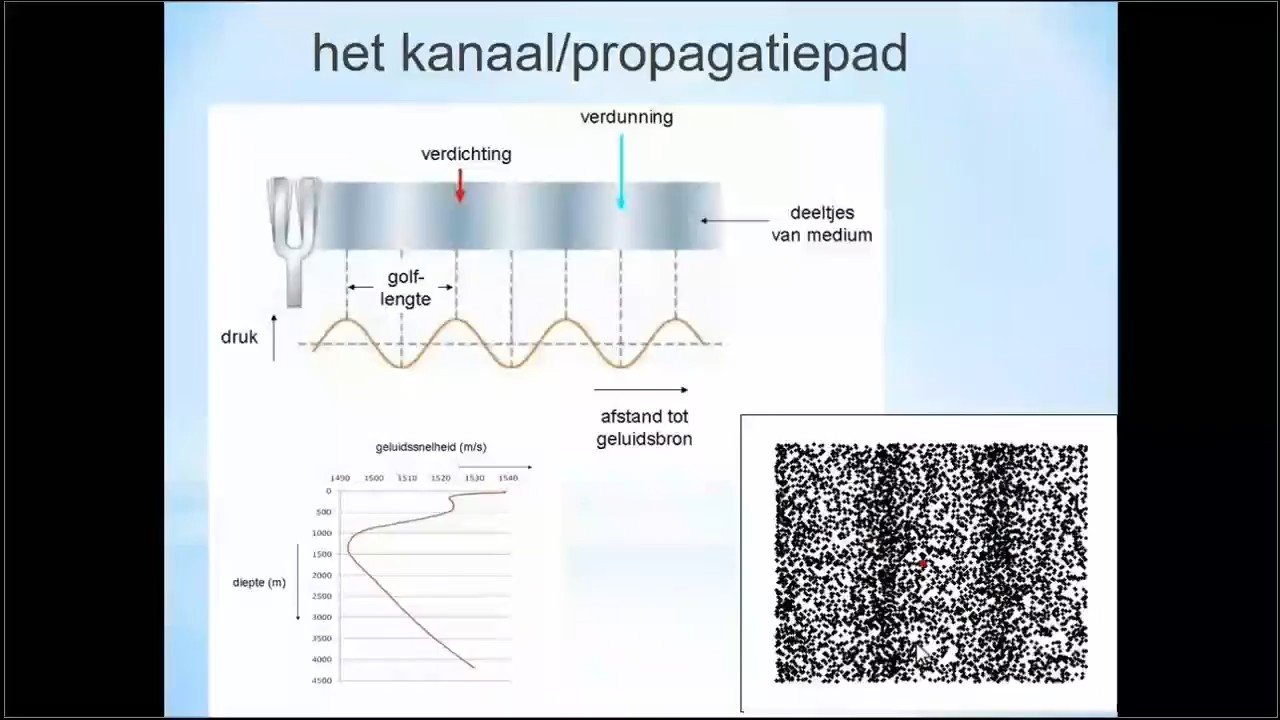 het kanaal/propagatiepad
verdunning
verdichting
deeltjes
van medium
golf-
lengte
druk
afstand tot
geluidsbron
geluidssnelheid (m/s)
1490 1500 1510 1520 1530 1540
0
500
1000
1500
2000
2500
3000
3500
4000
4500
diepte (m)